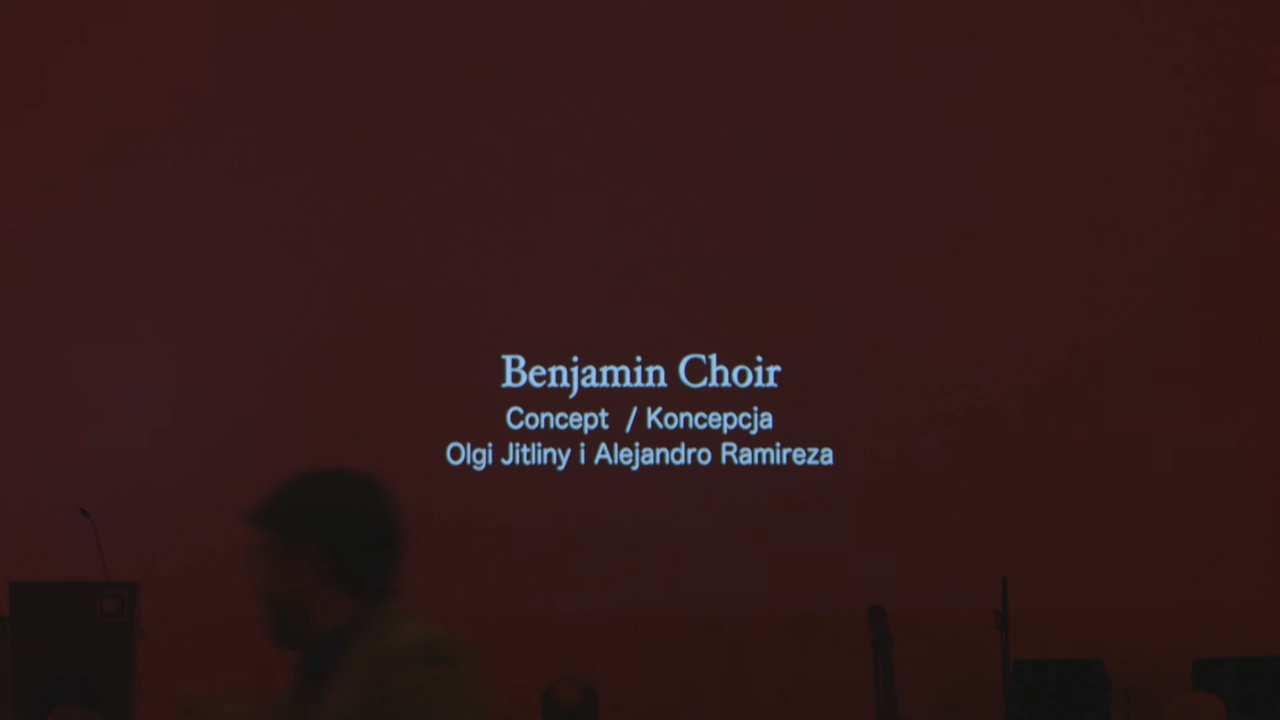 Benjamin Choir
Concept / Koncepcja
Olgi Jitliny i Alejandro Ramireza